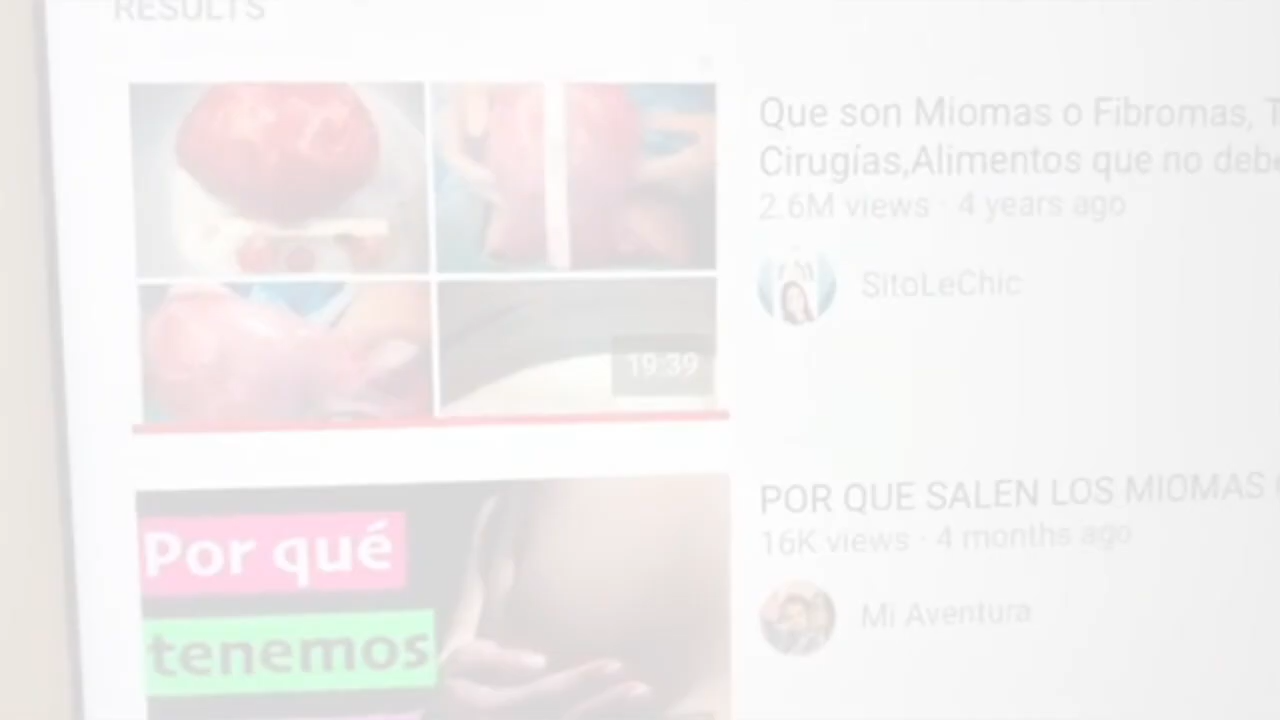 RESULTS
Que son Miomas o Fibromas,
Cirugías,Alimentos que no
2.6M views · 4 years ago
SitoLeChic
19:39
POR QUE SALEN LOS MIOMAS
16K views · 4 months ago
Mi Aventura
Por qué
tenemos